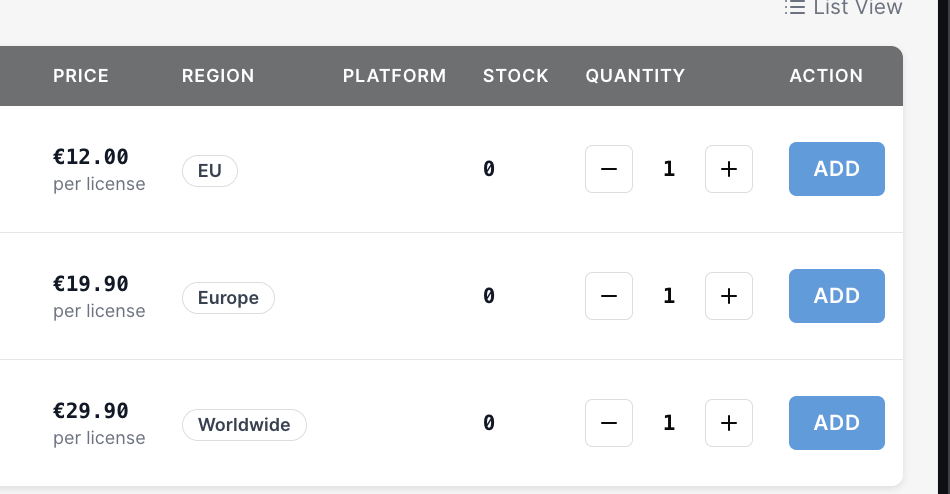 List View
PRICE REGION PLATFORM STOCK QUANTITY ACTION
€12.00
per license
EU
0
1
ADD
€19.90
per license
Europe
0
1
ADD
€29.90
per license
Worldwide
0
1
ADD